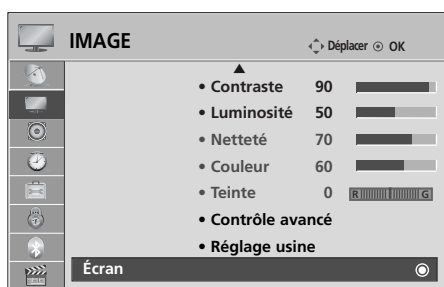 IMAGE Déplacer OK
• Contraste 90
• Luminosité 50
• Netteté 70
• Couleur 60
• Teinte 0 R G
• Contrôle avancé
• Réglage usine
Écran